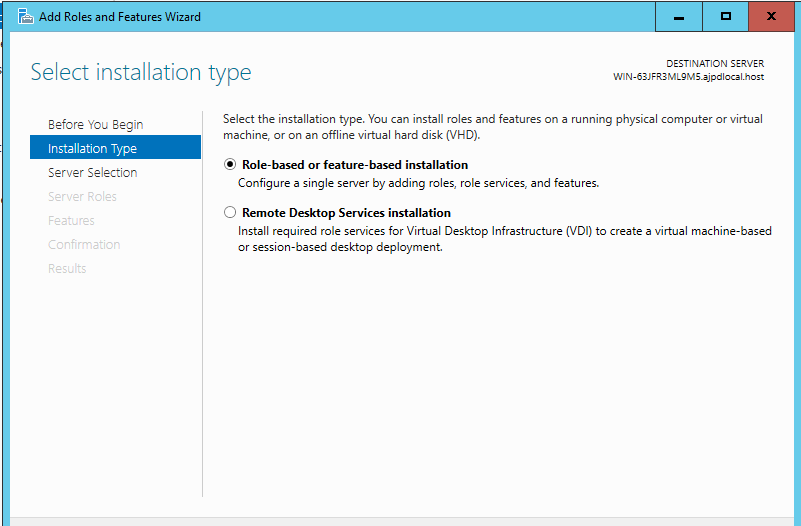 Add Roles and Features Wizard
Select installation type
DESTINATION SERVER
WIN-63JFR3ML9M5.ajpdlocal.host
Before You Begin
Installation Type
Server Selection
Server Roles
Features
Confirmation
Results
Select the installation type. You can install roles and features on a running physical computer or virtual
machine, or on an offline virtual hard disk (VHD).
Role-based or feature-based installation
Configure a single server by adding roles, role services, and features.
Remote Desktop Services installation
Install required role services for Virtual Desktop Infrastructure (VDI) to create a virtual machine-based
or session-based desktop deployment.